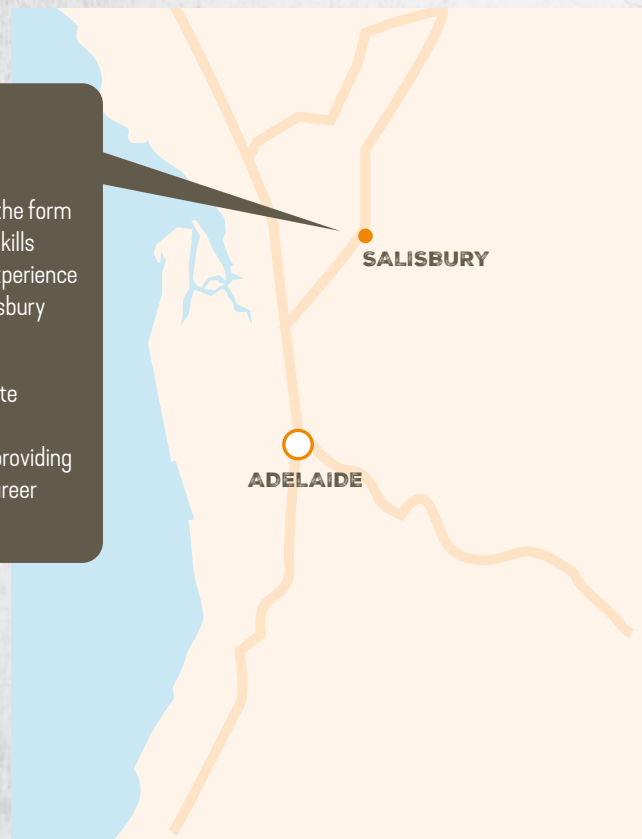 the form
kills
perience
sbury
te
providing
reer
SALISBURY
ADELAIDE